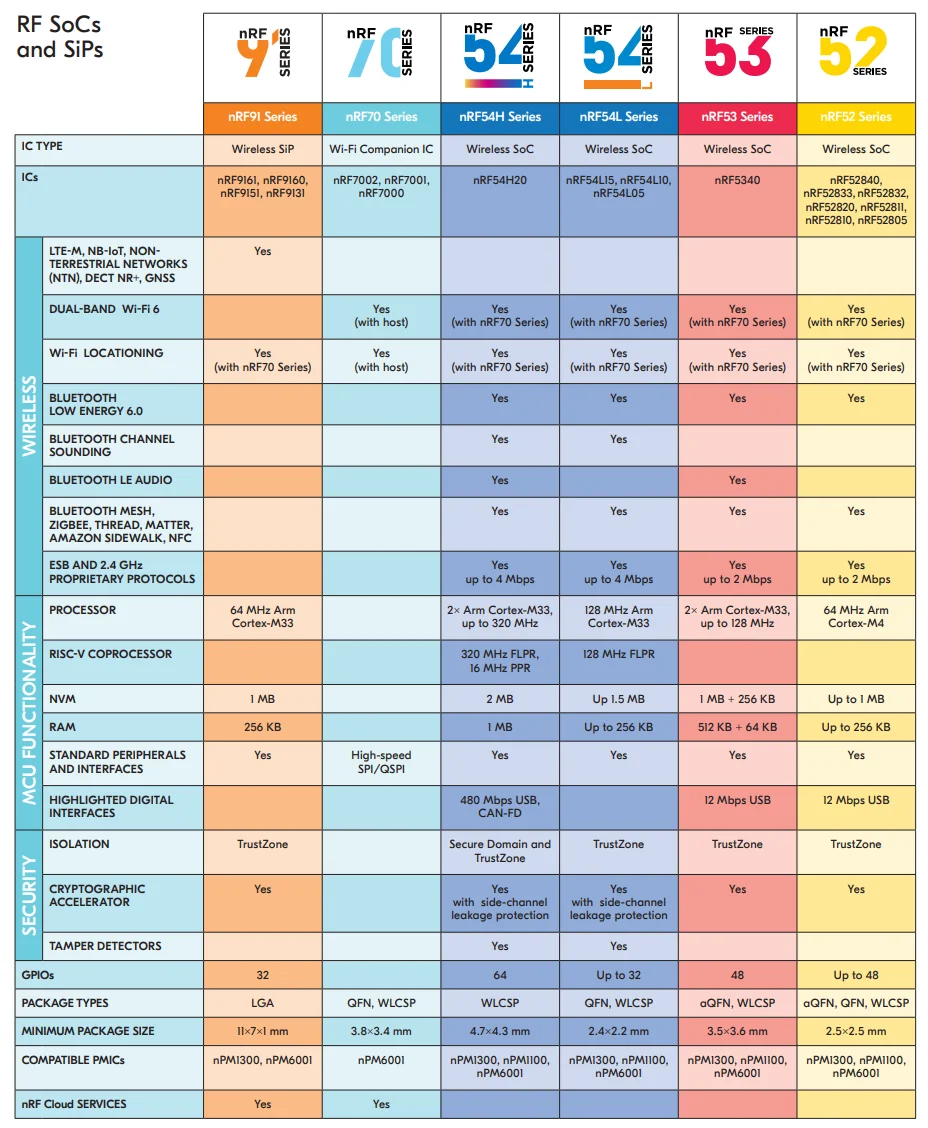 RF SoCs
and SiPs
nRF 91 SERIES
nRF 70 SERIES
nRF 54 SERIES H
nRF 54 SERIES L
nRF 53 SERIES
nRF 52 SERIES
nRF91 Series nRF70 Series nRF54H Series nRF54L Series nRF53 Series nRF52 Series
IC TYPE Wireless SiP Wi-Fi Companion IC Wireless SoC Wireless SoC Wireless SoC Wireless SoC
ICs
nRF9161, nRF9160,
nRF9151, nRF9131
nRF7002, nRF7001,
nRF7000
nRF54H20
nRF54L15, nRF54L10,
nRF54L05
nRF5340
nRF52840,
nRF52833, nRF52832,
nRF52820, nRF52811,
nRF52810, nRF52805
WIRELESS
LTE-M, NB-IoT, NON-
TERRESTRIAL NETWORKS
(NTN), DECT NR+, GNSS
Yes
DUAL-BAND Wi-Fi 6
Yes
(with host)
Yes
(with nRF70 Series)
Yes
(with nRF70 Series)
Yes
(with nRF70 Series)
Yes
(with nRF70 Series)
Wi-Fi LOCATIONING
Yes
(with nRF70 Series)
Yes
(with host)
Yes
(with nRF70 Series)
Yes
(with nRF70 Series)
Yes
(with nRF70 Series)
Yes
(with nRF70 Series)
BLUETOOTH
LOW ENERGY 6.0
Yes Yes Yes Yes
BLUETOOTH CHANNEL
SOUNDING
Yes Yes
BLUETOOTH LE AUDIO Yes Yes
BLUETOOTH MESH,
ZIGBEE, THREAD, MATTER,
AMAZON SIDEWALK, NFC
Yes Yes Yes Yes
ESB AND 2.4 GHz
PROPRIETARY PROTOCOLS
Yes
up to 4 Mbps
Yes
up to 4 Mbps
Yes
up to 2 Mbps
Yes
up to 2 Mbps
MCU FUNCTIONALITY
PROCESSOR
64 MHz Arm
Cortex-M33
2× Arm Cortex-M33,
up to 320 MHz
128 MHz Arm
Cortex-M33
2× Arm Cortex-M33,
up to 128 MHz
64 MHz Arm
Cortex-M4
RISC-V COPROCESSOR
320 MHz FLPR,
16 MHz PPR
128 MHz FLPR
NVM 1 MB 2 MB Up 1.5 MB 1 MB + 256 KB Up to 1 MB
RAM 256 KB 1 MB Up to 256 KB 512 KB + 64 KB Up to 256 KB
STANDARD PERIPHERALS
AND INTERFACES
Yes
High-speed
SPI/QSPI
Yes Yes Yes Yes
HIGHLIGHTED DIGITAL
INTERFACES
480 Mbps USB,
CAN-FD
12 Mbps USB 12 Mbps USB
SECURITY
ISOLATION
TrustZone
Secure Domain and
TrustZone
TrustZone TrustZone TrustZone
CRYPTOGRAPHIC
ACCELERATOR
Yes
Yes
with side-channel
leakage protection
Yes
with side-channel
leakage protection
Yes Yes
TAMPER DETECTORS Yes Yes
GPIOs 32 64 Up to 32 48 Up to 48
PACKAGE TYPES LGA QFN, WLCSP WLCSP QFN, WLCSP aQFN, WLCSP aQFN, QFN, WLCSP
MINIMUM PACKAGE SIZE 11×7×1 mm 3.8×3.4 mm 4.7×4.3 mm 2.4×2.2 mm 3.5×3.6 mm 2.5×2.5 mm
COMPATIBLE PMICs
nPM1300, nPM6001
nPM6001
nPM1300, nPM1100,
nPM6001
nPM1300, nPM1100,
nPM6001
nPM1300, nPM1100,
nPM6001
nPM1300, nPM1100,
nPM6001
nRF Cloud SERVICES Yes Yes